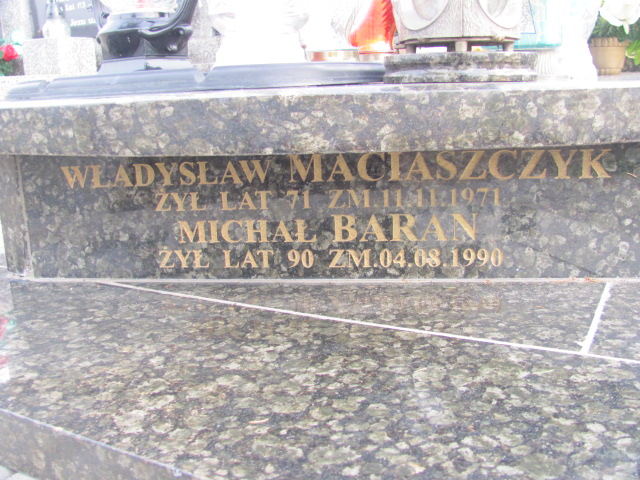 WŁADYSŁAW MACIASZCZYK
ŻYŁ LAT 71 ZM.11.11.1971
MICHAŁ BARAN
ŻYŁ LAT 90 ZM.04.08.1990